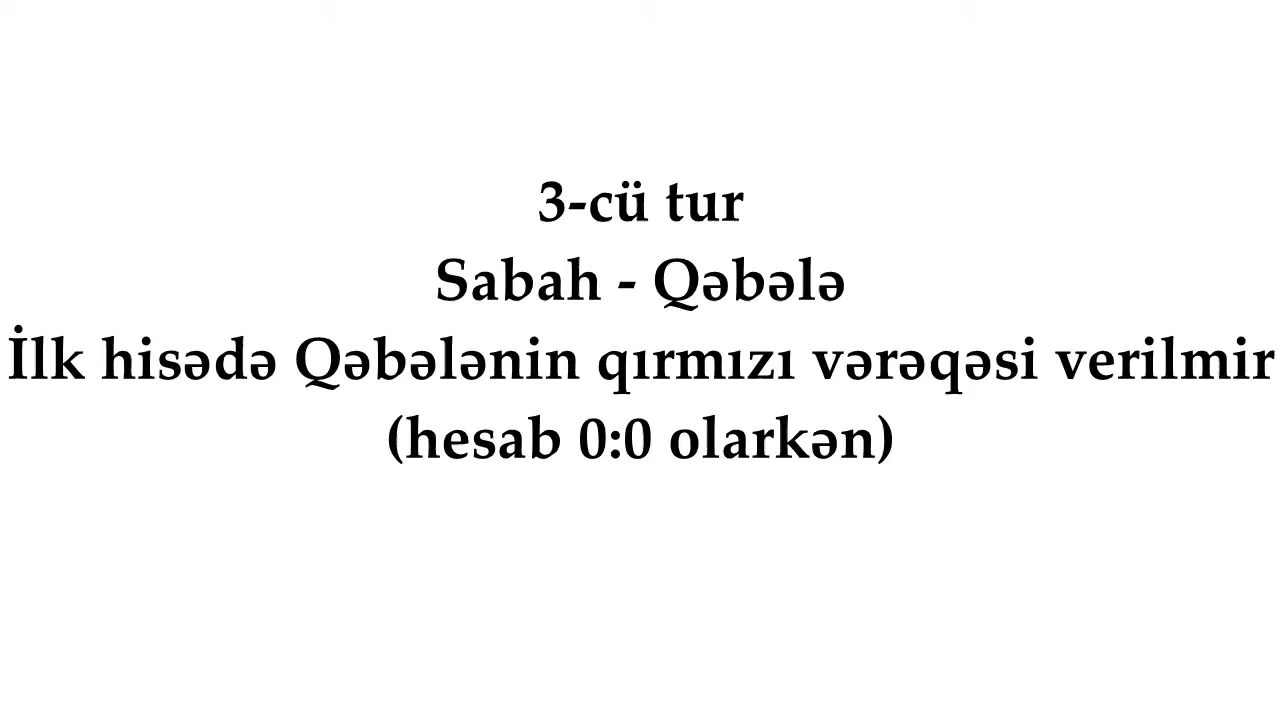 3-cü tur
Sabah - Qəbələ
İlk hisədə Qəbələnin qırmızı vərəqəsi verilmir
(hesab 0:0 olarkən)